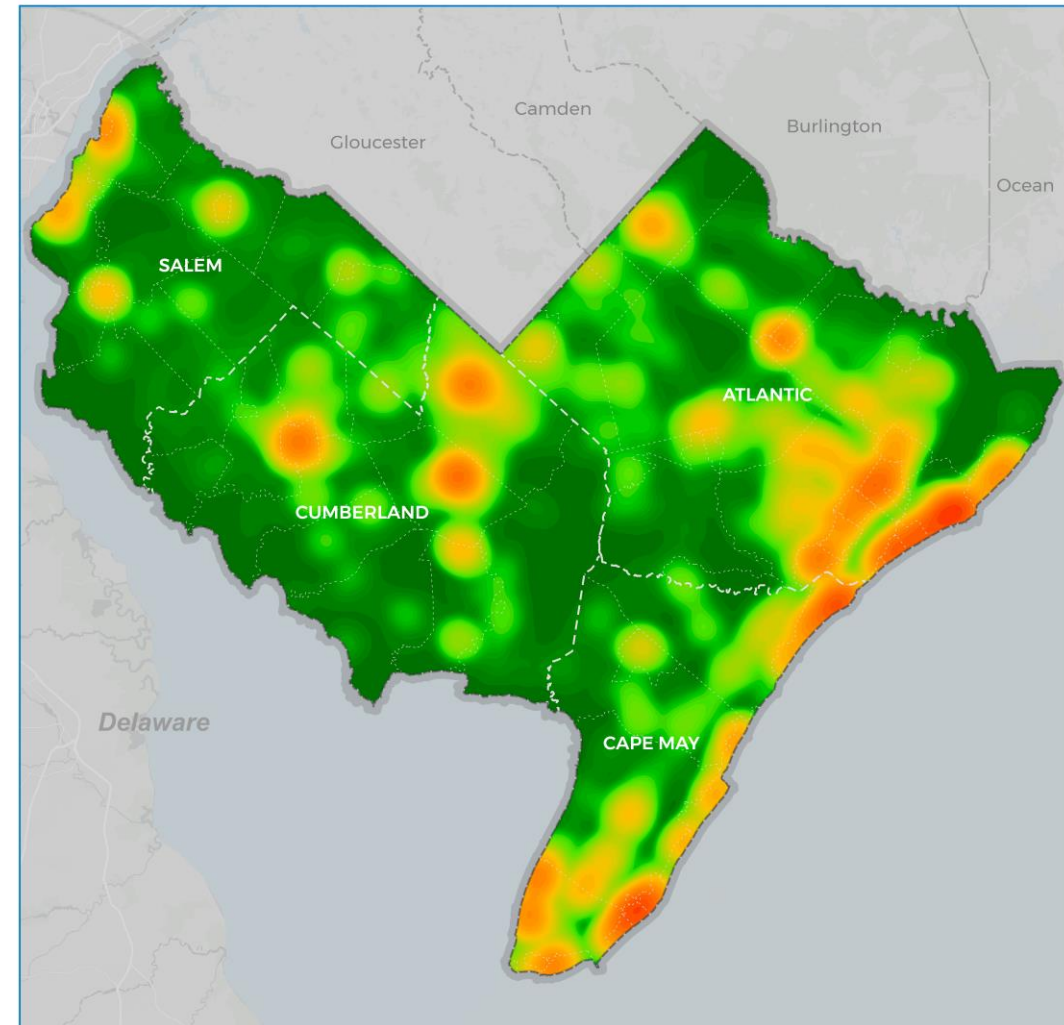 Camden
Burlington
Gloucester
Ocean
SALEM
ATLANTIC
CUMBERLAND
Delaware
CAPE MAY